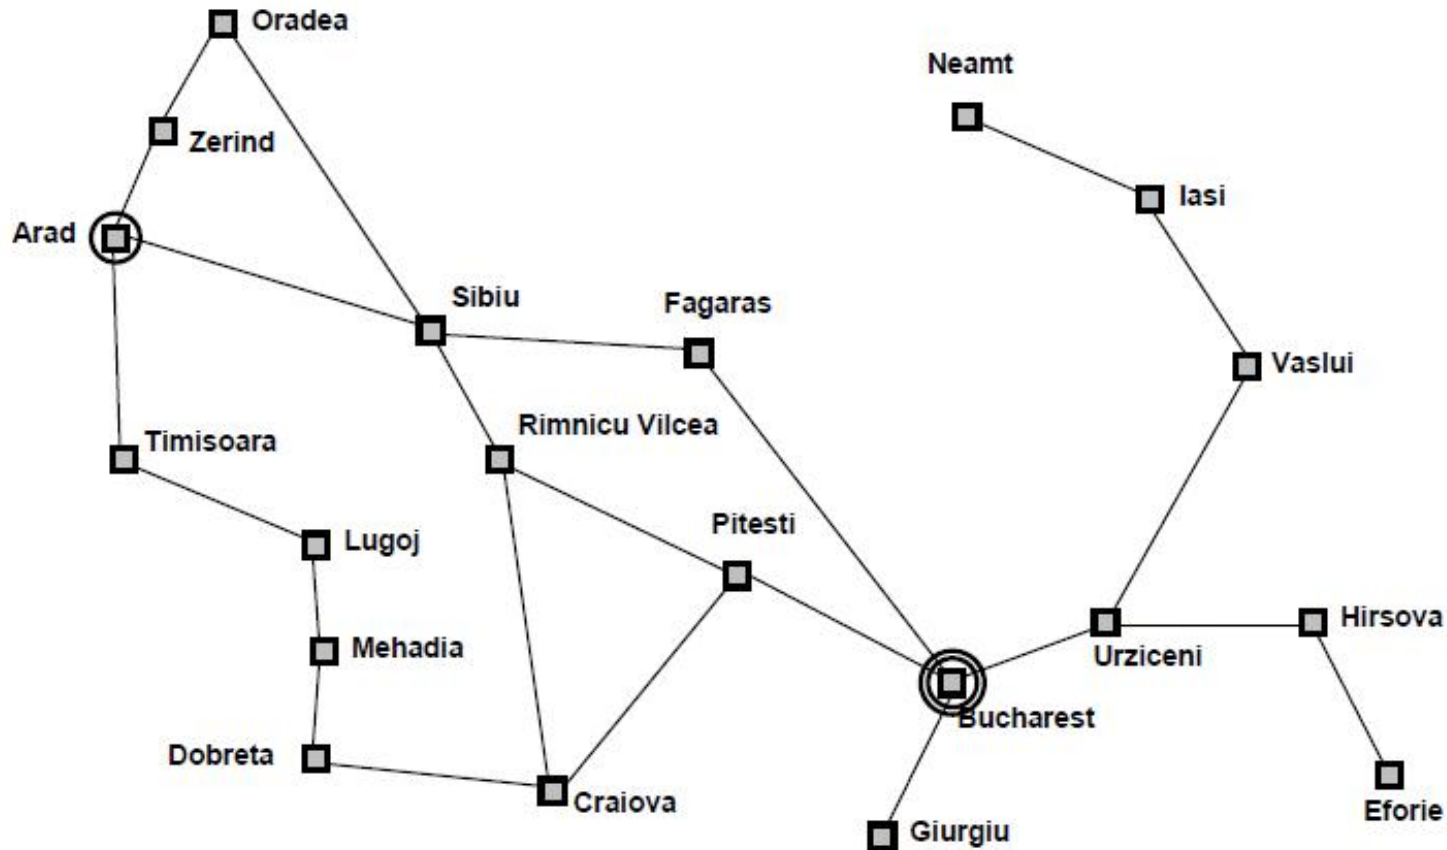 Oradea
Neamt
Zerind
Iasi
Arad
Sibiu
Fagaras
Vaslui
Rimnicu Vilcea
Timisoara
Pitesti
Lugoj
Hirsova
Mehadia
Urziceni
Bucharest
Dobreta
Craiova
Eforie
Giurgiu